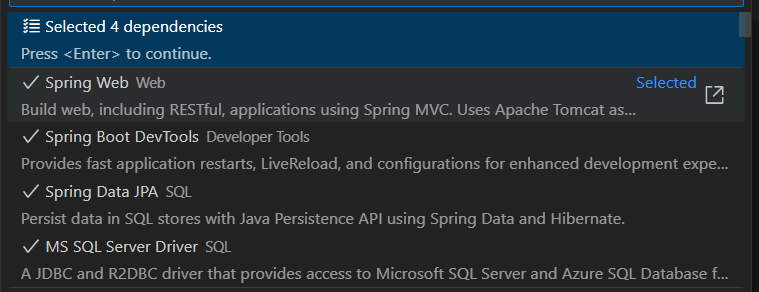 Selected 4 dependencies
Press <Enter> to continue.
Spring Web Web Selected
Build web, including RESTful, applications using Spring MVC. Uses Apache Tomcat as...
Spring Boot DevTools Developer Tools
Provides fast application restarts, LiveReload, and configurations for enhanced development expe...
Spring Data JPA SQL
Persist data in SQL stores with Java Persistence API using Spring Data and Hibernate.
MS SQL Server Driver SQL
A JDBC and R2DBC driver that provides access to Microsoft SQL Server and Azure SQL Database f...